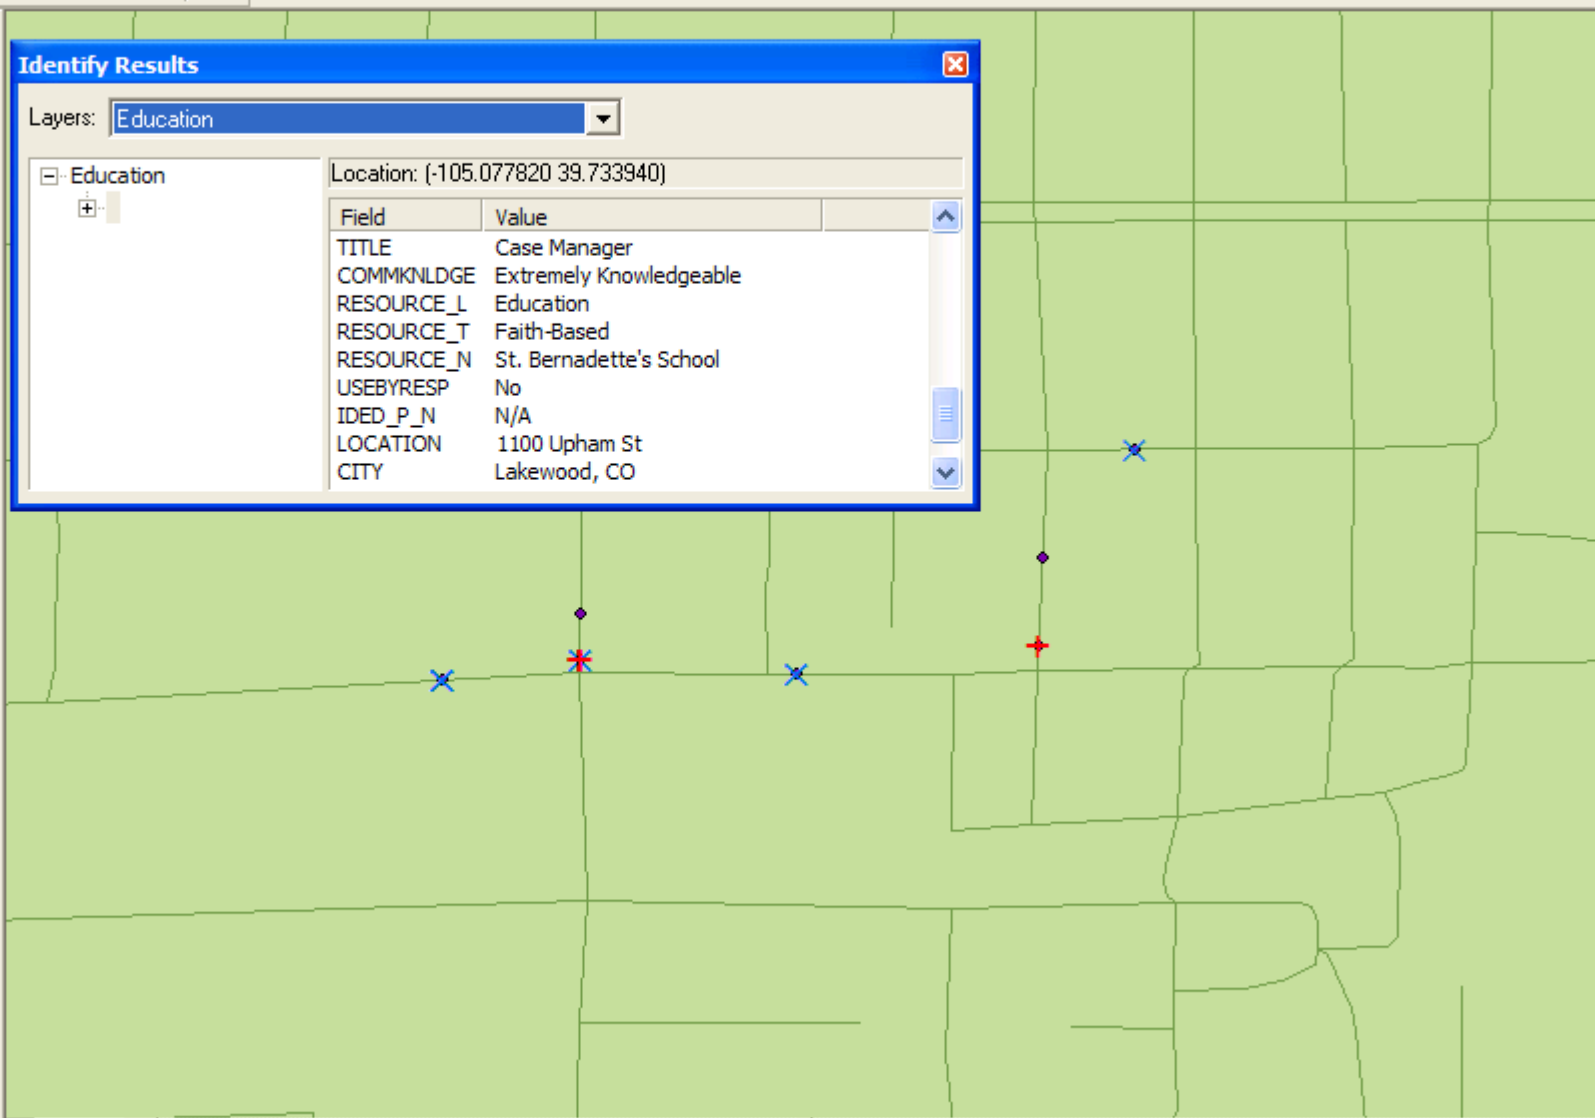 Identify Results
Layers: Education
Education
Location: (-105.077820 39.733940)
Field Value
TITLE Case Manager
COMMKNLDGE Extremely Knowledgeable
RESOURCE_L Education
RESOURCE_T Faith-Based
RESOURCE_N St. Bernadette's School
USEBYRESP No
IDED_P_N N/A
LOCATION 1100 Upham St
CITY Lakewood, CO